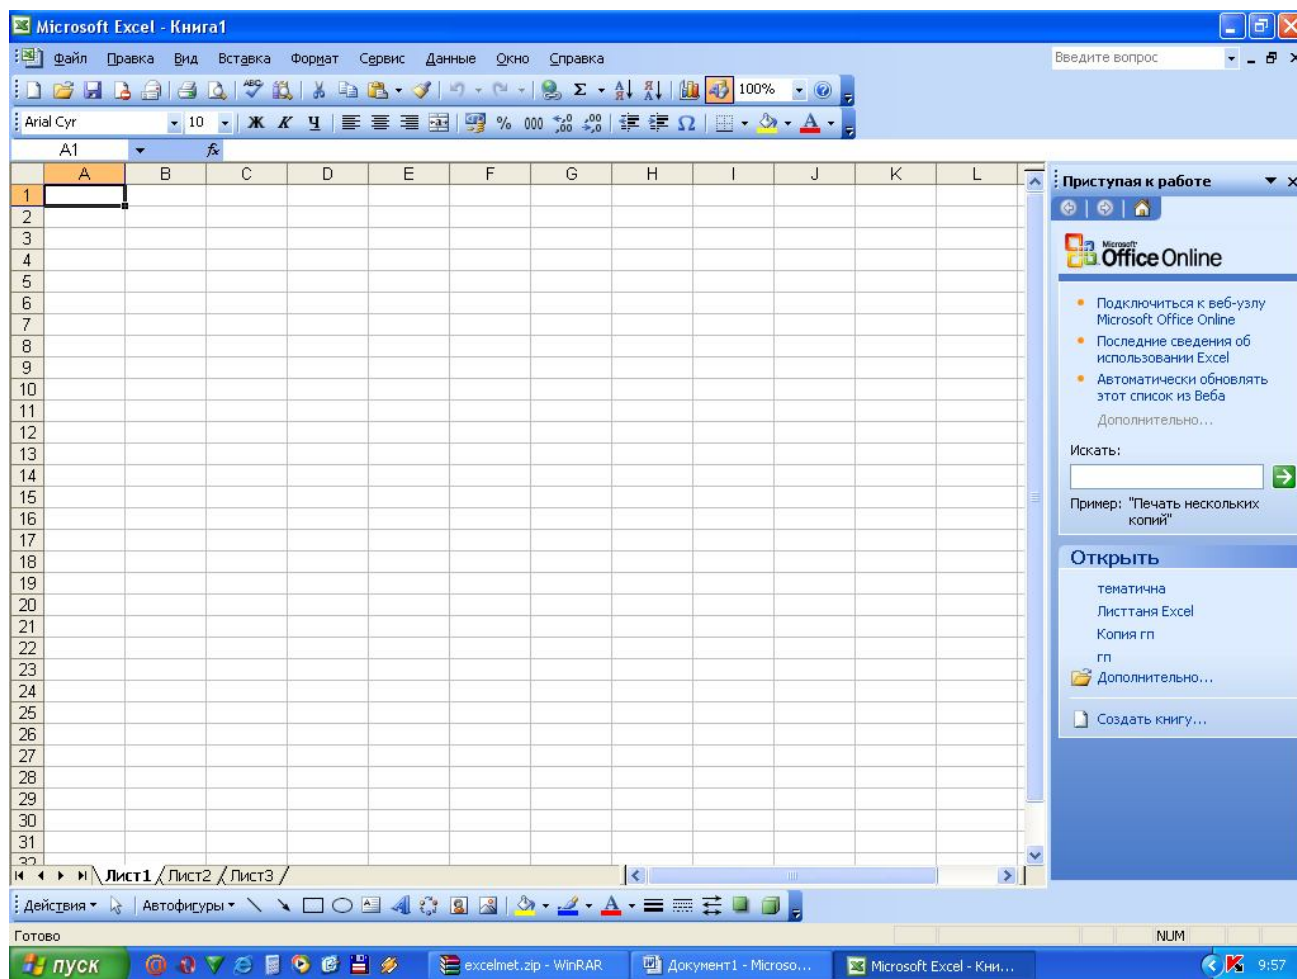 Microsoft Excel - Книга1
Файл Правка Вид Вставка Формат Сервис Данные Окно Справка Введите вопрос
100%
Arial Cyr 10 Ж К Ч % 000
A1 fx
A B C D E F G H I J K L
1
2
3
4
5
6
7
8
9
10
11
12
13
14
15
16
17
18
19
20
21
22
23
24
25
26
27
28
29
30
31
32
Приступая к работе
Microsoft
Office Online
Подключиться к веб-узлу
Microsoft Office Online
Последние сведения об
использовании Excel
Автоматически обновлять
этот список из Веба
Дополнительно...
Искать:
Пример: "Печать нескольких
копий"
Открыть
тематична
Листтаня Excel
Копия гп
гп
Дополнительно...
Создать книгу...
Лист1 Лист2 Лист3
Действия Автофигуры
Готово NUM
пуск excelmet.zip - WinRAR Документ1 - Microso... Microsoft Excel - Кни... 9:57